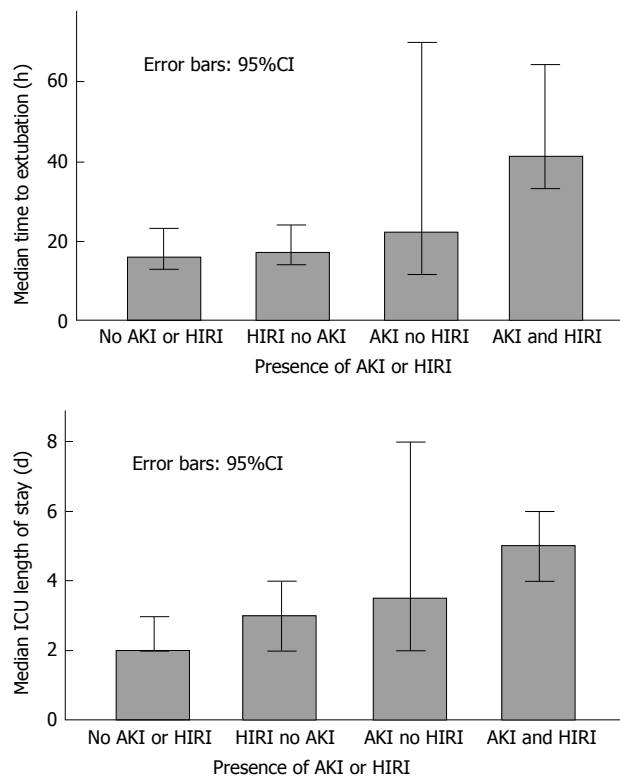 Median time to extubation (h)
60
40
20
0
Error bars: 95%CI
No AKI or HIRI HIRI no AKI AKI no HIRI AKI and HIRI
Presence of AKI or HIRI
Median ICU length of stay (d)
8
6
4
2
0
Error bars: 95%CI
No AKI or HIRI HIRI no AKI AKI no HIRI AKI and HIRI
Presence of AKI or HIRI